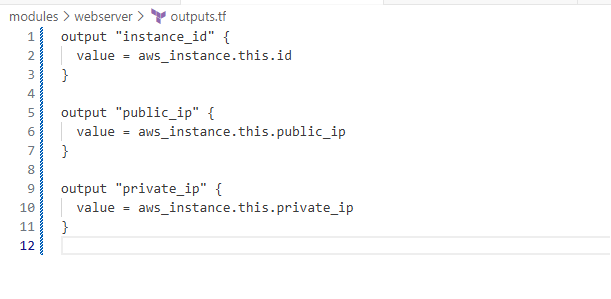 modules > webserver > outputs.tf
1 output "instance_id" {
2   value = aws_instance.this.id
3 }
4
5 output "public_ip" {
6   value = aws_instance.this.public_ip
7 }
8
9 output "private_ip" {
10   value = aws_instance.this.private_ip
11 }
12